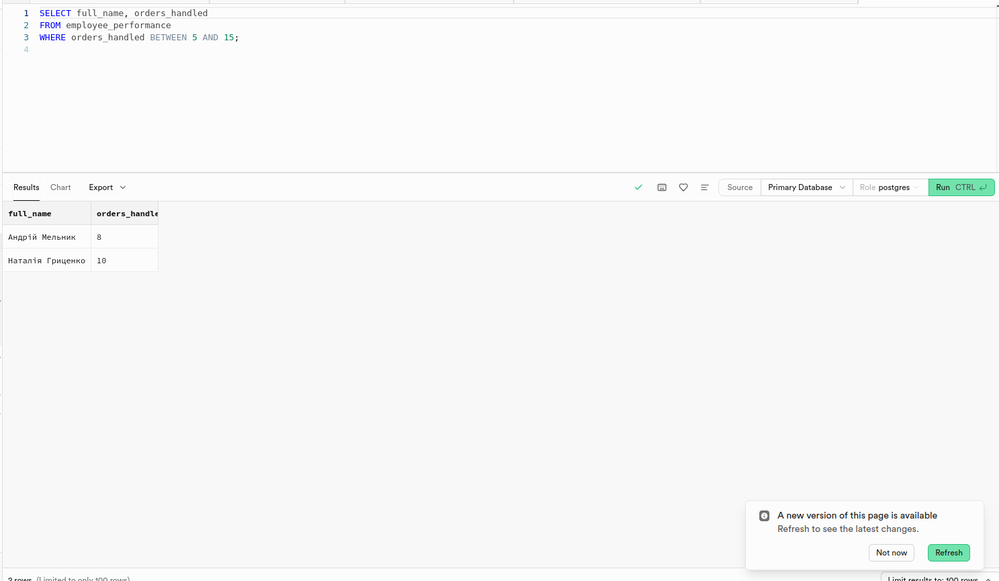 1 SELECT full_name, orders_handled
2 FROM employee_performance
3 WHERE orders_handled BETWEEN 5 AND 15;
4
Results Chart Export Source Primary Database Role postgres Run CTRL
full_name orders_handle
Андрій Мельник 8
Наталія Гриценко 10
A new version of this page is available
Refresh to see the latest changes.
Not now Refresh
2 rows (Limited to only 100 rows) Limit results to: 100 rows